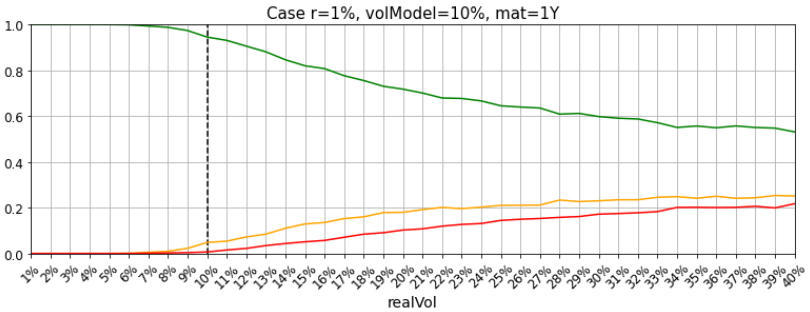 Case r=1%, volModel=10%, mat=1Y
1.0
0.8
0.6
0.4
0.2
0.0
1% 2% 3% 4% 5% 6% 7% 8% 9% 10% 11% 12% 13% 14% 15% 16% 17% 18% 19% 20% 21% 22% 23% 24% 25% 26% 27% 28% 29% 30% 31% 32% 33% 34% 35% 36% 37% 38% 39% 40%
realVol